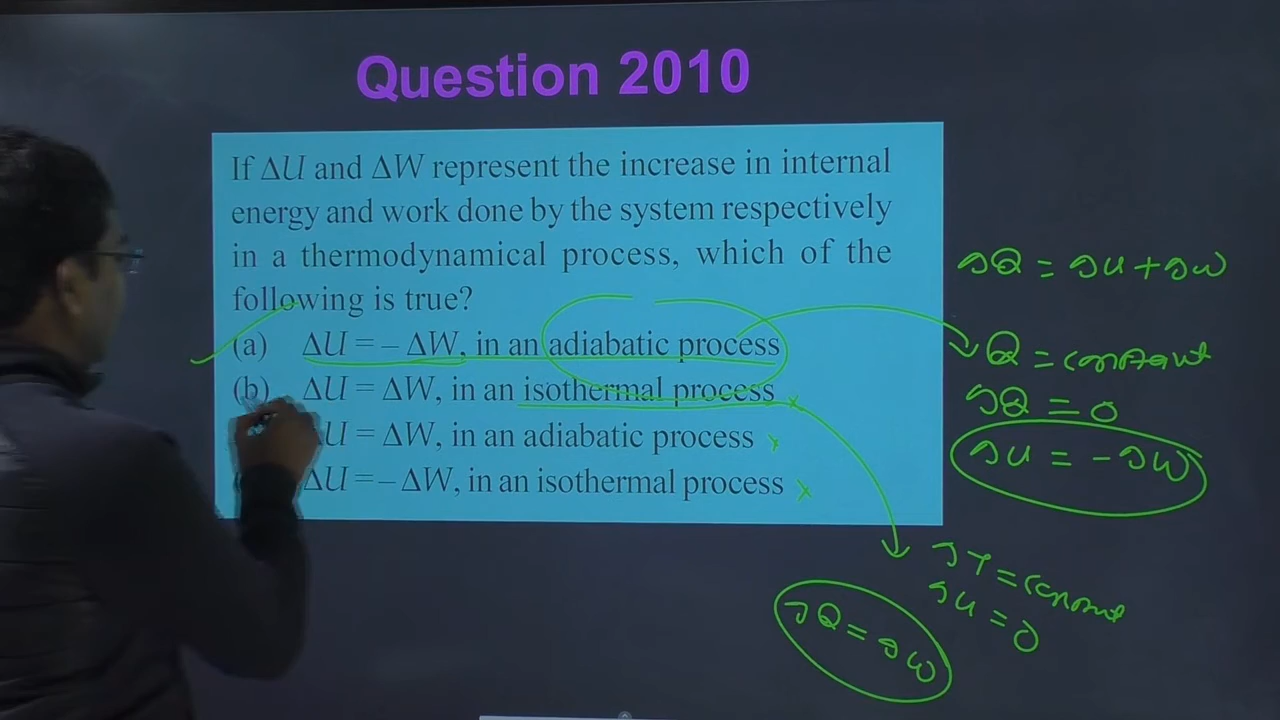 Question 2010
If ΔU and ΔW represent the increase in internal
energy and work done by the system respectively
in a thermodynamical process, which of the
following is true?
(a) ΔU = – ΔW, in an adiabatic process
(b) ΔU = ΔW, in an isothermal process
U = ΔW, in an adiabatic process
ΔU = – ΔW, in an isothermal process
ΔQ = ΔU + ΔW
Q = constant
ΔQ = 0
ΔU = -ΔW
ΔT = constant
ΔU = 0
ΔQ = ΔW